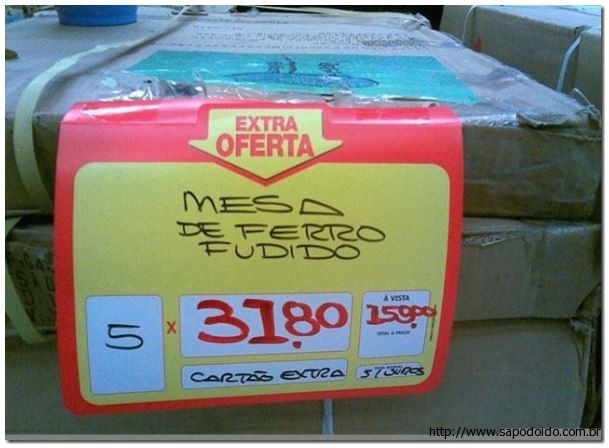 EXTRA
OFERTA
MESA
DE FERRO
FUDIDO
5 x 31,80
À VISTA
159,00
TOTAL A PRAZO
CARTÃO EXTRA
S/ JUROS
http://www.sapodoido.com.br